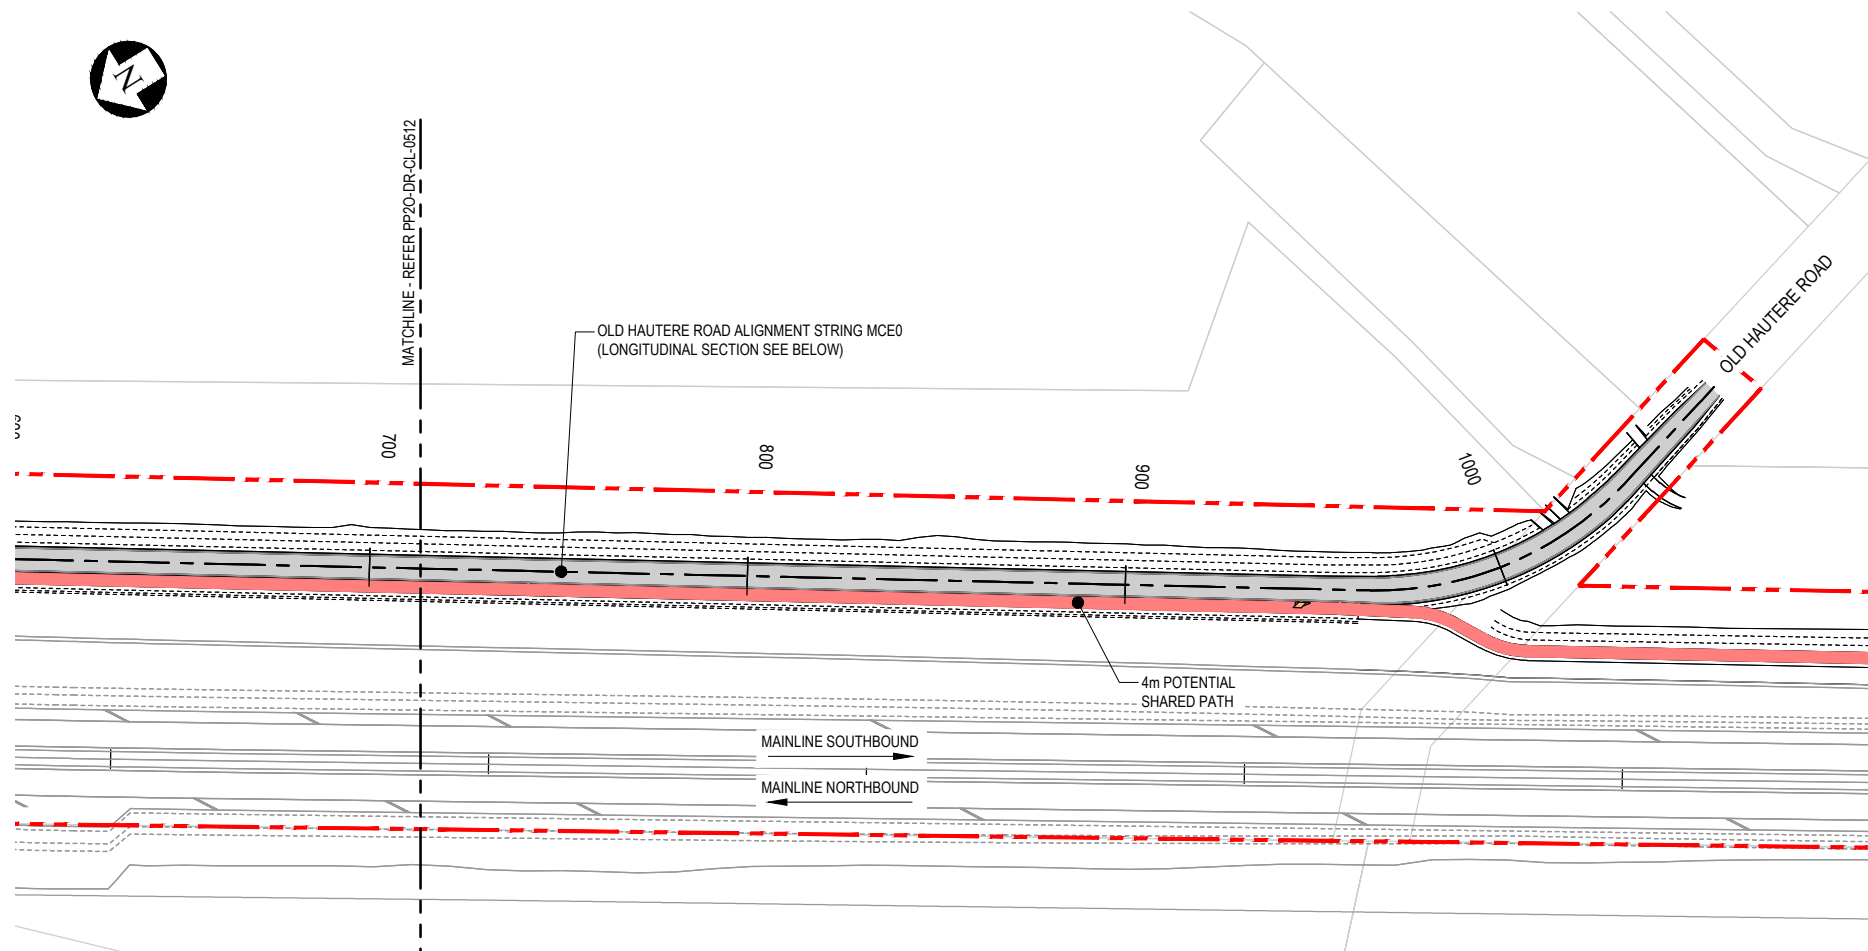 N
MATCHLINE - REFER PP2O-DR-CL-0512
OLD HAUTERE ROAD ALIGNMENT STRING MCE0
(LONGITUDINAL SECTION SEE BELOW)
OLD HAUTERE ROAD
700
800
900
1000
4m POTENTIAL
SHARED PATH
MAINLINE SOUTHBOUND
MAINLINE NORTHBOUND